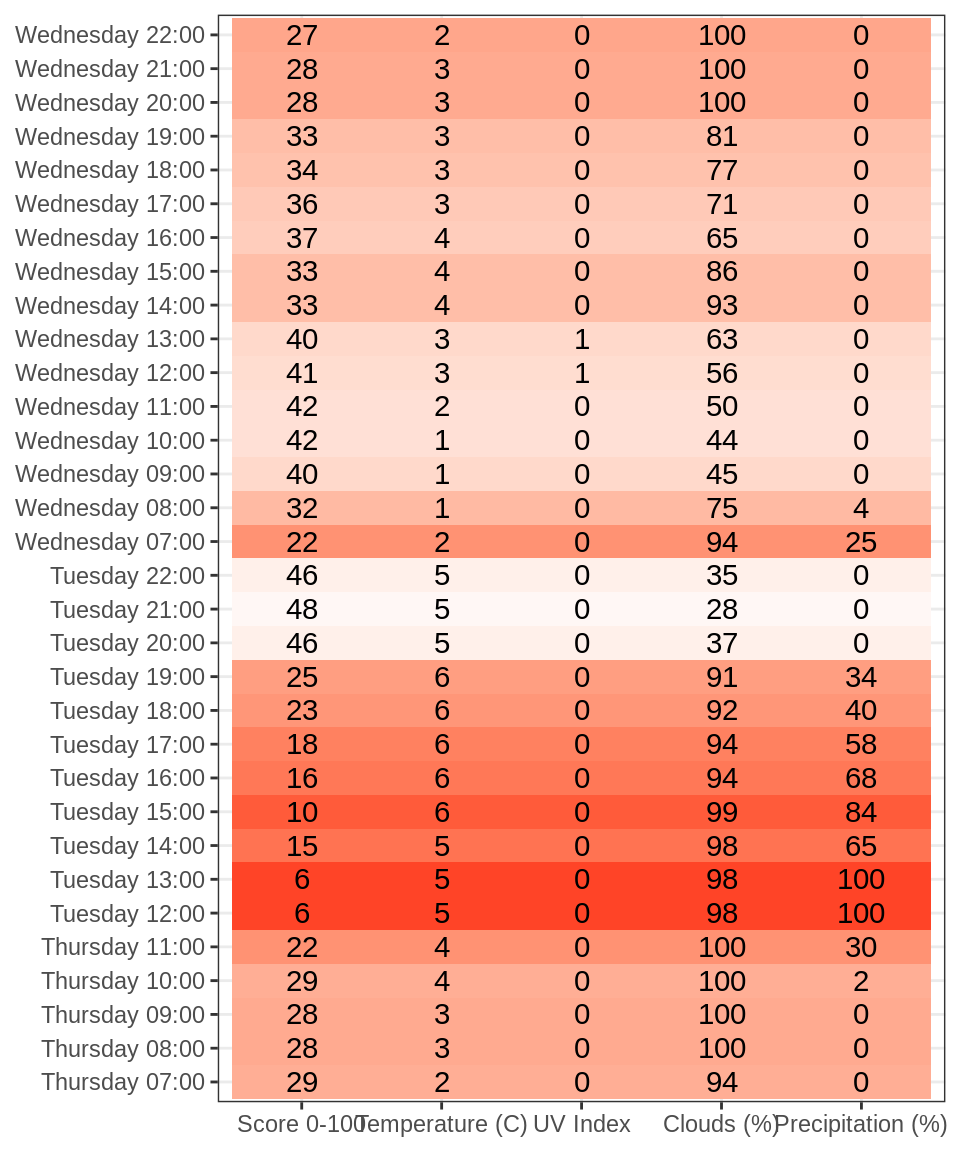 Wednesday 22:00 27 2 0 100 0
Wednesday 21:00 28 3 0 100 0
Wednesday 20:00 28 3 0 100 0
Wednesday 19:00 33 3 0 81 0
Wednesday 18:00 34 3 0 77 0
Wednesday 17:00 36 3 0 71 0
Wednesday 16:00 37 4 0 65 0
Wednesday 15:00 33 4 0 86 0
Wednesday 14:00 33 4 0 93 0
Wednesday 13:00 40 3 1 63 0
Wednesday 12:00 41 3 1 56 0
Wednesday 11:00 42 2 0 50 0
Wednesday 10:00 42 1 0 44 0
Wednesday 09:00 40 1 0 45 0
Wednesday 08:00 32 1 0 75 4
Wednesday 07:00 22 2 0 94 25
Tuesday 22:00 46 5 0 35 0
Tuesday 21:00 48 5 0 28 0
Tuesday 20:00 46 5 0 37 0
Tuesday 19:00 25 6 0 91 34
Tuesday 18:00 23 6 0 92 40
Tuesday 17:00 18 6 0 94 58
Tuesday 16:00 16 6 0 94 68
Tuesday 15:00 10 6 0 99 84
Tuesday 14:00 15 5 0 98 65
Tuesday 13:00 6 5 0 98 100
Tuesday 12:00 6 5 0 98 100
Thursday 11:00 22 4 0 100 30
Thursday 10:00 29 4 0 100 2
Thursday 09:00 28 3 0 100 0
Thursday 08:00 28 3 0 100 0
Thursday 07:00 29 2 0 94 0
Score 0-100 Temperature (C) UV Index Clouds (%) Precipitation (%)